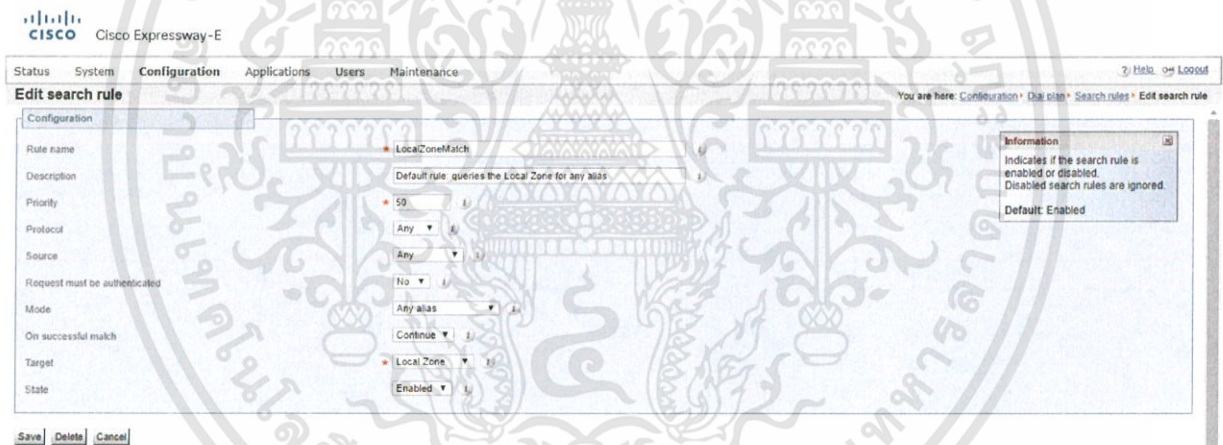 CISCO Cisco Expressway-E
Status System Configuration Applications Users Maintenance Help Logout
Edit search rule You are here: Configuration Dial plan Search rules Edit search rule
Configuration
Rule name * LocalZoneMatch
Description Default rule: queries the Local Zone for any alias
Priority * 50
Protocol Any
Source Any
Request must be authenticated No
Mode Any alias
On successful match Continue
Target * Local Zone
State Enabled
Information
Indicates if the search rule is
enabled or disabled.
Disabled search rules are ignored.
Default: Enabled
Save Delete Cancel